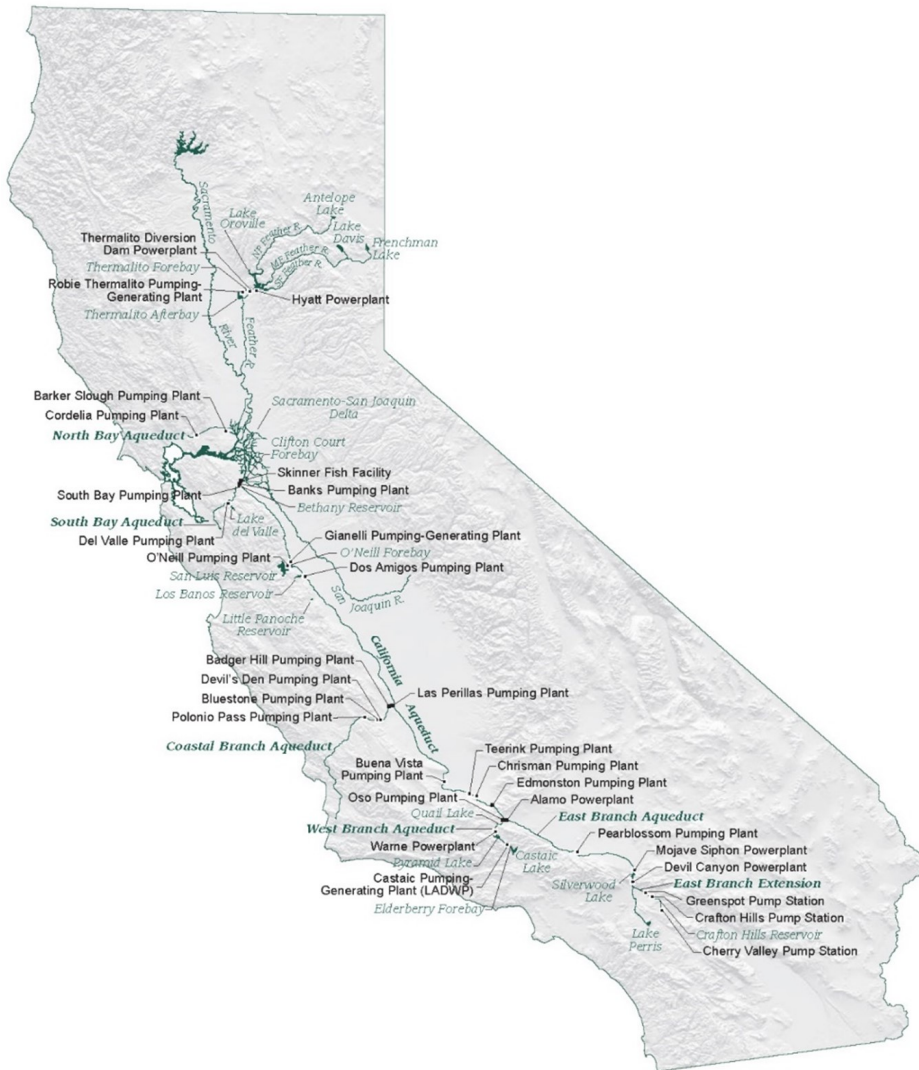 Sacramento
River
Lake
Oroville
Antelope
Lake
Lake
Davis
Frenchman
Lake
NF Feather R.
MF Feather R.
SF Feather R.
Thermalito Diversion
Dam Powerplant
Thermalito Forebay
Robie Thermalito Pumping-
Generating Plant
Thermalito Afterbay
Hyatt Powerplant
Feather R.
Barker Slough Pumping Plant
Cordelia Pumping Plant
North Bay Aqueduct
Sacramento-San Joaquin
Delta
Clifton Court
Forebay
Skinner Fish Facility
Banks Pumping Plant
Bethany Reservoir
South Bay Pumping Plant
South Bay Aqueduct
Lake
del Valle
Del Valle Pumping Plant
Gianelli Pumping-Generating Plant
O'Neill Forebay
O'Neill Pumping Plant
Dos Amigos Pumping Plant
San Luis Reservoir
Los Banos Reservoir
San
Joaquin R.
Little Panoche
Reservoir
California
Aqueduct
Badger Hill Pumping Plant
Devil's Den Pumping Plant
Bluestone Pumping Plant
Polonio Pass Pumping Plant
Las Perillas Pumping Plant
Coastal Branch Aqueduct
Buena Vista
Pumping Plant
Teerink Pumping Plant
Chrisman Pumping Plant
Edmonston Pumping Plant
Oso Pumping Plant
Alamo Powerplant
Quail Lake
East Branch Aqueduct
West Branch Aqueduct
Pearblossom Pumping Plant
Warne Powerplant
Mojave Siphon Powerplant
Pyramid Lake
Castaic
Lake
Devil Canyon Powerplant
Castaic Pumping-
Generating Plant (LADWP)
Silverwood
Lake
East Branch Extension
Elderberry Forebay
Greenspot Pump Station
Crafton Hills Pump Station
Crafton Hills Reservoir
Lake
Perris
Cherry Valley Pump Station